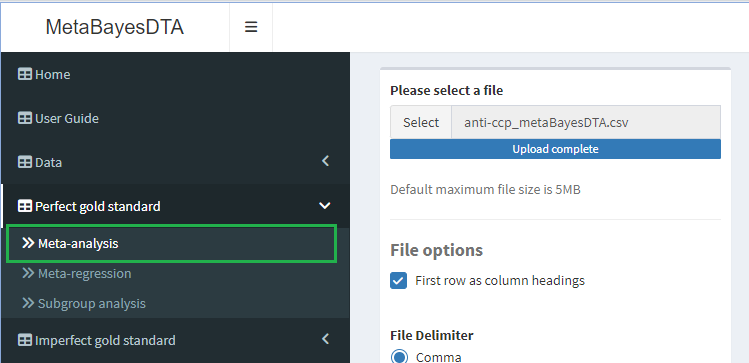 MetaBayesDTA
Home
User Guide
Data
Perfect gold standard
Meta-analysis
Meta-regression
Subgroup analysis
Imperfect gold standard
Please select a file
Select anti-ccp_metaBayesDTA.csv
Upload complete
Default maximum file size is 5MB
File options
First row as column headings
File Delimiter
Comma